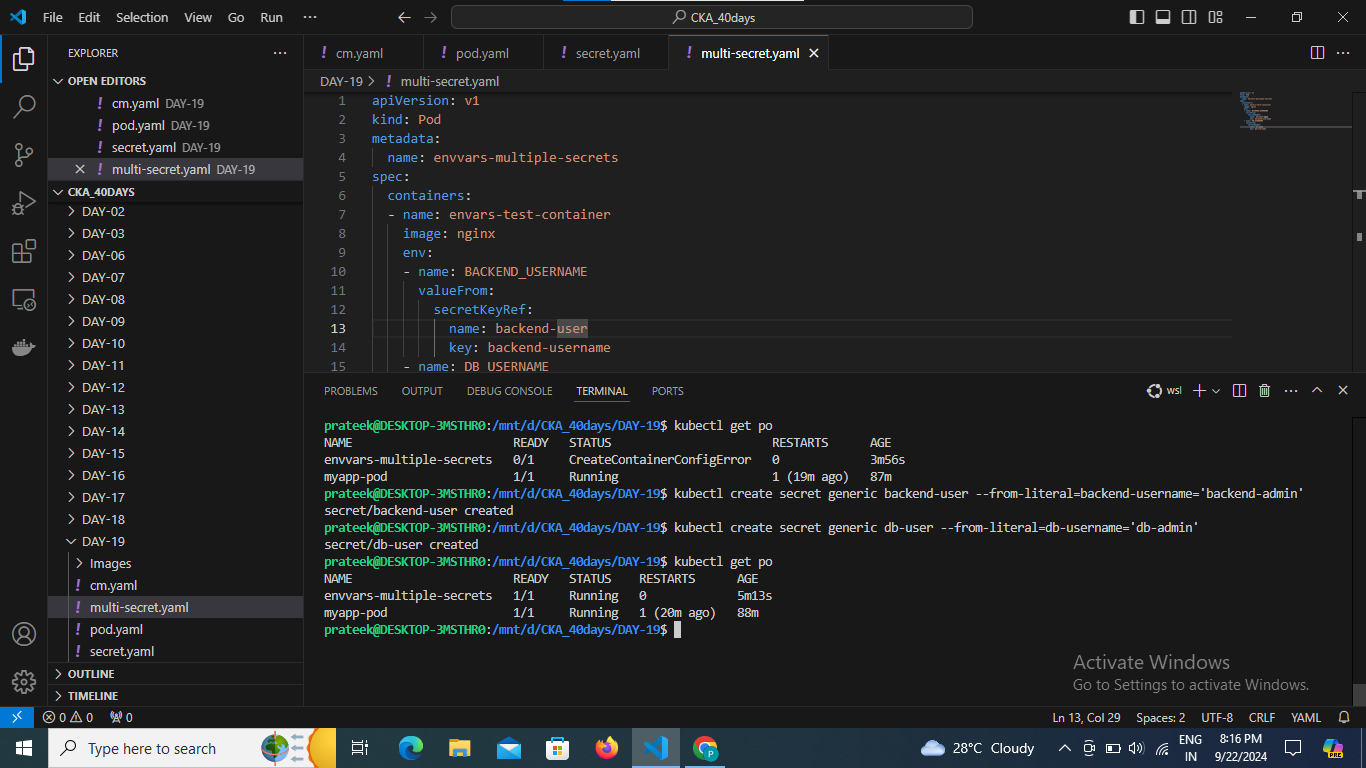 File Edit Selection View Go Run ··· CKA_40days
EXPLORER ···
OPEN EDITORS
! cm.yaml DAY-19
! pod.yaml DAY-19
! secret.yaml DAY-19
! multi-secret.yaml DAY-19
CKA_40DAYS
DAY-02
DAY-03
DAY-06
DAY-07
DAY-08
DAY-09
DAY-10
DAY-11
DAY-12
DAY-13
DAY-14
DAY-15
DAY-16
DAY-17
DAY-18
DAY-19
Images
! cm.yaml
! multi-secret.yaml
! pod.yaml
! secret.yaml
OUTLINE
TIMELINE
! cm.yaml ! pod.yaml ! secret.yaml ! multi-secret.yaml
DAY-19 > ! multi-secret.yaml
1 apiVersion: v1
2 kind: Pod
3 metadata:
4 name: envvars-multiple-secrets
5 spec:
6 containers:
7 - name: envars-test-container
8 image: nginx
9 env:
10 - name: BACKEND_USERNAME
11 valueFrom:
12 secretKeyRef:
13 name: backend-user
14 key: backend-username
15 - name: DB_USERNAME
PROBLEMS OUTPUT DEBUG CONSOLE TERMINAL PORTS wsl
prateek@DESKTOP-3MSTHR0:/mnt/d/CKA_40days/DAY-19$ kubectl get po
NAME READY STATUS RESTARTS AGE
envvars-multiple-secrets 0/1 CreateContainerConfigError 0 3m56s
myapp-pod 1/1 Running 1 (19m ago) 87m
prateek@DESKTOP-3MSTHR0:/mnt/d/CKA_40days/DAY-19$ kubectl create secret generic backend-user --from-literal=backend-username='backend-admin'
secret/backend-user created
prateek@DESKTOP-3MSTHR0:/mnt/d/CKA_40days/DAY-19$ kubectl create secret generic db-user --from-literal=db-username='db-admin'
secret/db-user created
prateek@DESKTOP-3MSTHR0:/mnt/d/CKA_40days/DAY-19$ kubectl get po
NAME READY STATUS RESTARTS AGE
envvars-multiple-secrets 1/1 Running 0 5m13s
myapp-pod 1/1 Running 1 (20m ago) 88m
prateek@DESKTOP-3MSTHR0:/mnt/d/CKA_40days/DAY-19$
Activate Windows
Go to Settings to activate Windows.
0 0 0 Ln 13, Col 29 Spaces: 2 UTF-8 CRLF YAML
Type here to search 28°C Cloudy
ENG
IN
8:16 PM
9/22/2024
PRE